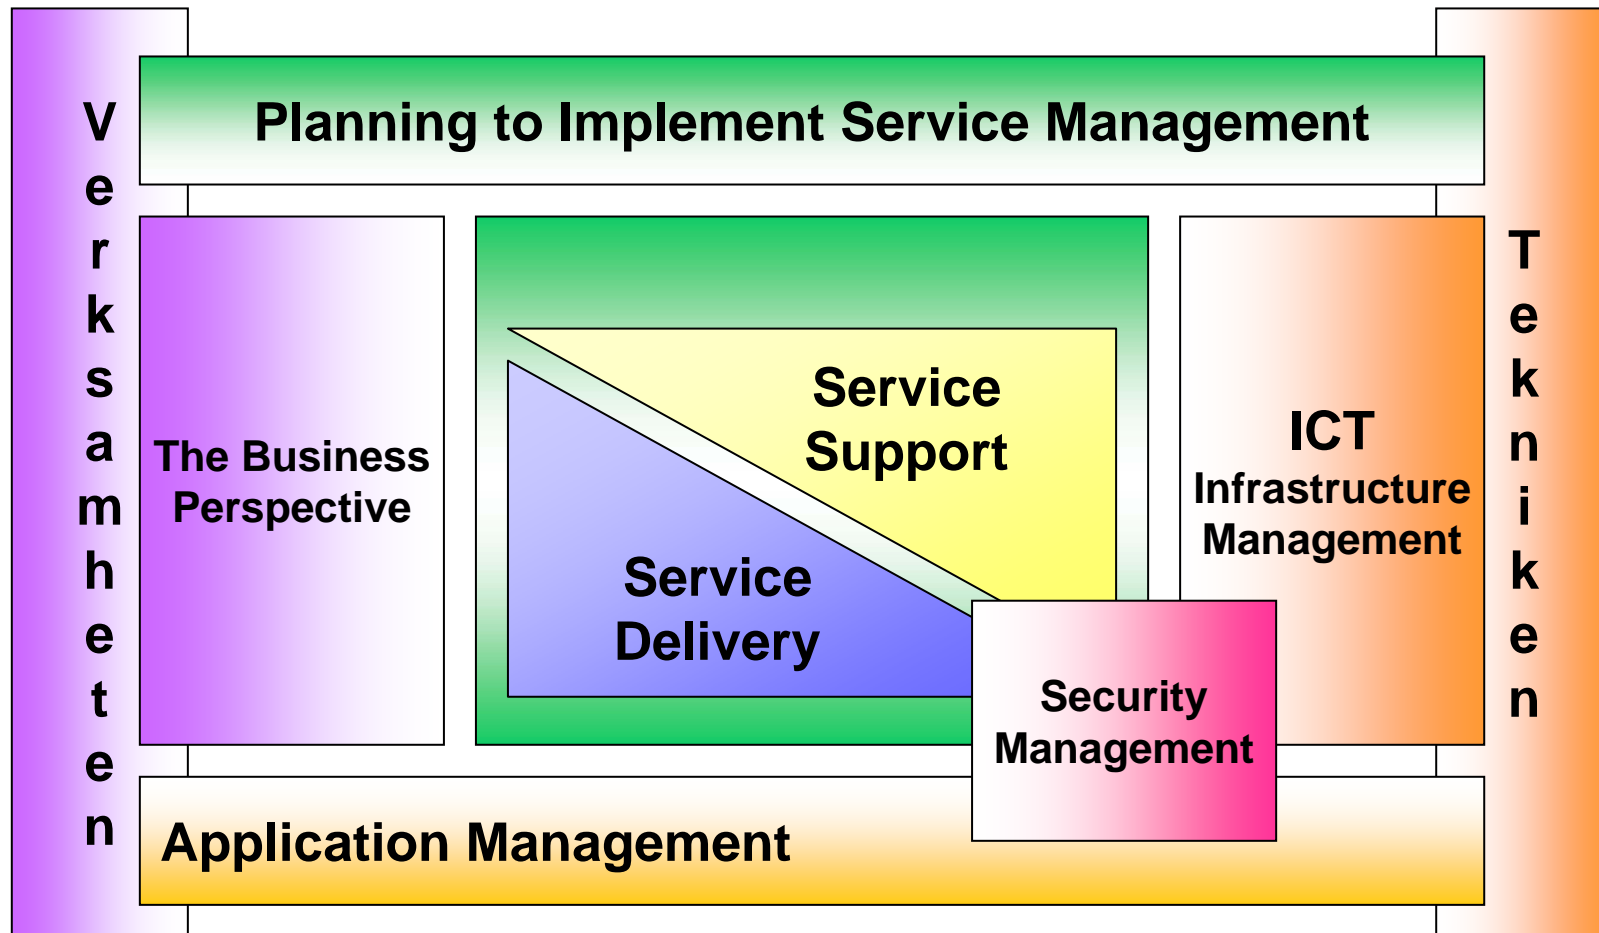 Verksamheten
Planning to Implement Service Management
The Business
Perspective
Service
Support
Service
Delivery
ICT
Infrastructure
Management
Security
Management
Application Management
Tekniken